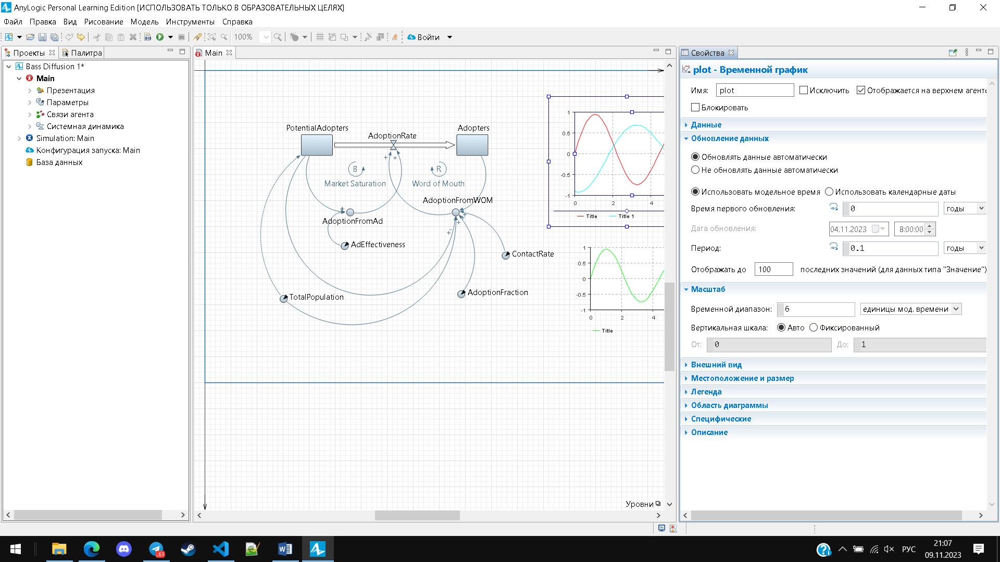 AnyLogic Personal Learning Edition [ИСПОЛЬЗОВАТЬ ТОЛЬКО В ОБРАЗОВАТЕЛЬНЫХ ЦЕЛЯХ]
Файл Правка Вид Рисование Модель Инструменты Справка
100% Войти
Проекты Палитра
Bass Diffusion 1*
Main
Презентация
Параметры
Связи агента
Системная динамика
Simulation: Main
Конфигурация запуска: Main
База данных
Main
PotentialAdopters
AdoptionRate
Adopters
+ +
B
R
Market Saturation
Word of Mouth
AdoptionFromWOM
+
AdoptionFromAd
+
+
+
-
AdEffectiveness
ContactRate
AdoptionFraction
TotalPopulation
1
0.5
0
-0.5
-1
0 2 4
Title Title 1
1
0.5
0
-0.5
-1
0 2 4
Title
Уровни
Свойства
plot - Временной график
Имя: plot Исключить Отображается на верхнем агенте
Блокировать
Данные
Обновление данных
Обновлять данные автоматически
Не обновлять данные автоматически
Использовать модельное время Использовать календарные даты
Время первого обновления: 0 годы
Дата обновления: 04.11.2023 8:00:00
Период: 0.1 годы
Отображать до 100 последних значений (для данных типа "Значение")
Масштаб
Временной диапазон: 6 единицы мод. времени
Вертикальная шкала: Авто Фиксированный
От: 0 До: 1
Внешний вид
Местоположение и размер
Легенда
Область диаграммы
Специфические
Описание
61
РУС
21:07
09.11.2023